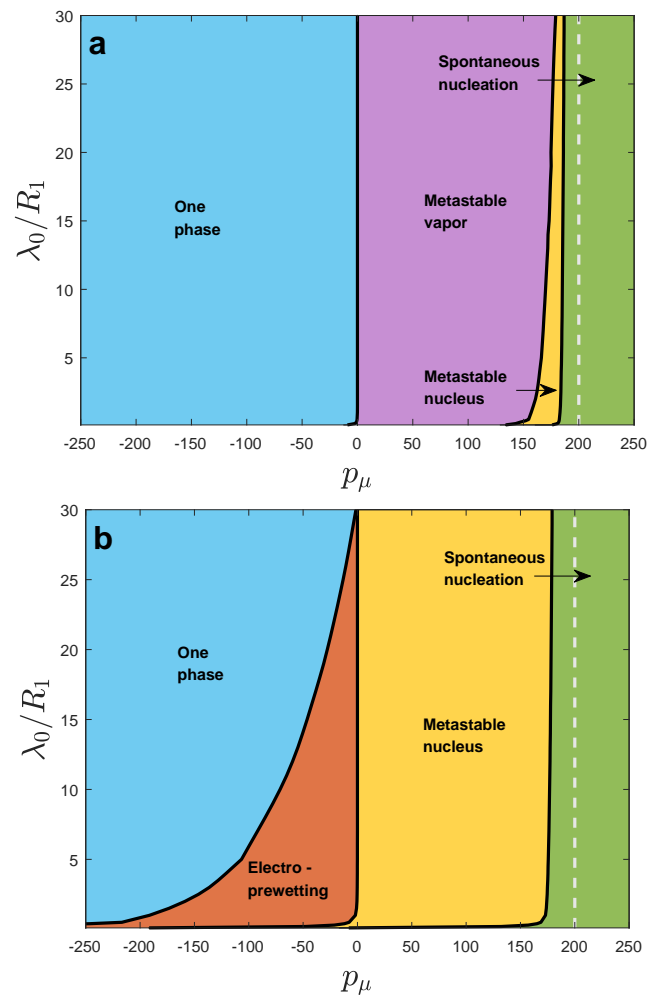 a
30
25
20
15
10
5
λ₀/R₁
Spontaneous
nucleation
One
phase
Metastable
vapor
Metastable
nucleus
-250 -200 -150 -100 -50 0 50 100 150 200 250
pμ
b
30
25
20
15
10
5
λ₀/R₁
Spontaneous
nucleation
One
phase
Metastable
nucleus
Electro -
prewetting
-250 -200 -150 -100 -50 0 50 100 150 200 250
pμ